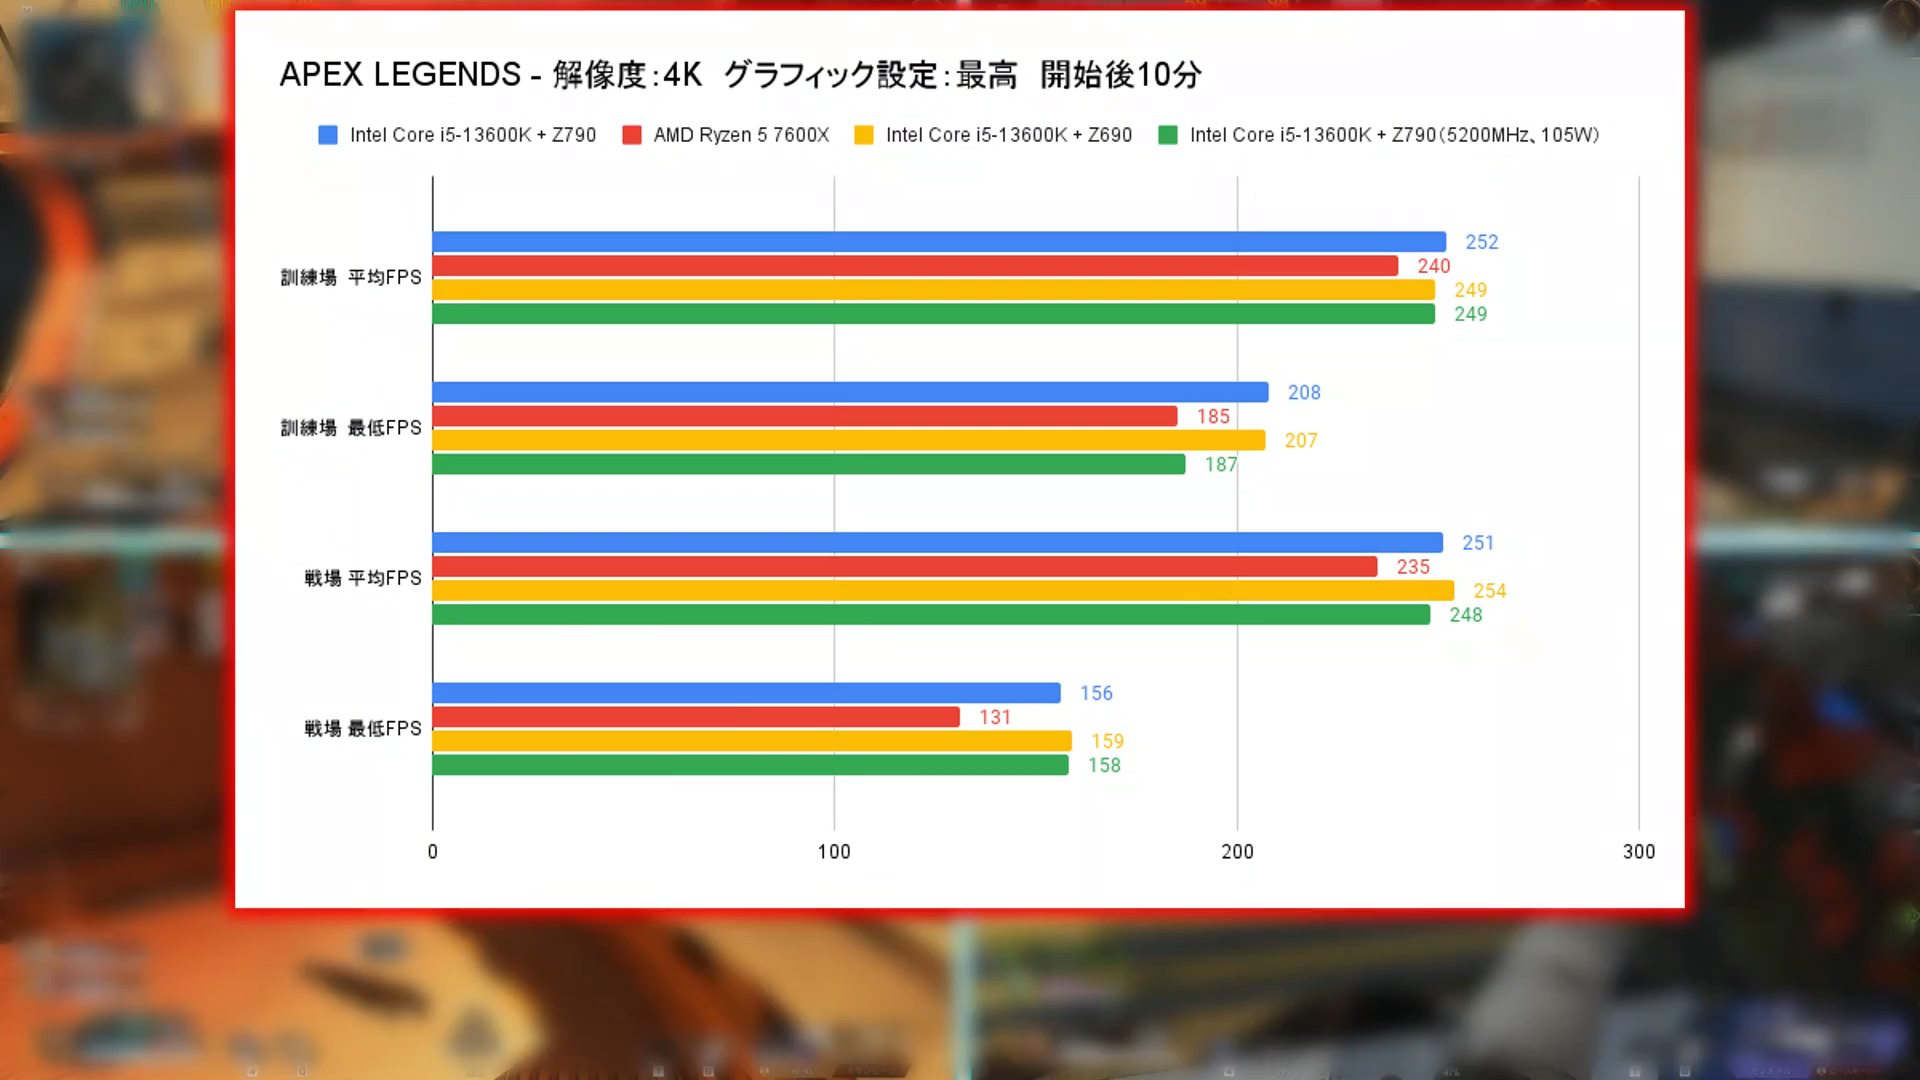 APEX LEGENDS - 解像度：4K　グラフィック設定：最高　開始後10分
Intel Core i5-13600K + Z790
AMD Ryzen 5 7600X
Intel Core i5-13600K + Z690
Intel Core i5-13600K + Z790（5200MHz、105W）
訓練場 平均FPS
252
240
249
249
訓練場 最低FPS
208
185
207
187
戦場 平均FPS
251
235
254
248
戦場 最低FPS
156
131
159
158
0
100
200
300